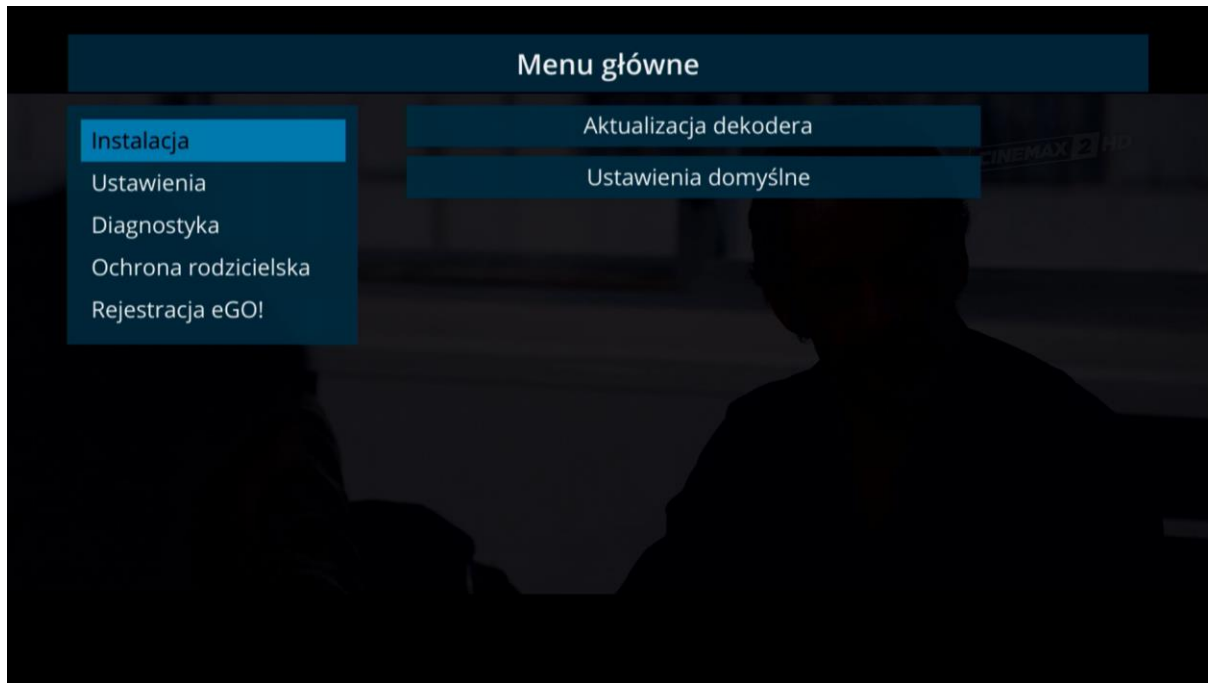 Menu główne
Instalacja
Ustawienia
Diagnostyka
Ochrona rodzicielska
Rejestracja eGO!
Aktualizacja dekodera
Ustawienia domyślne
CINEMAX 2 HD